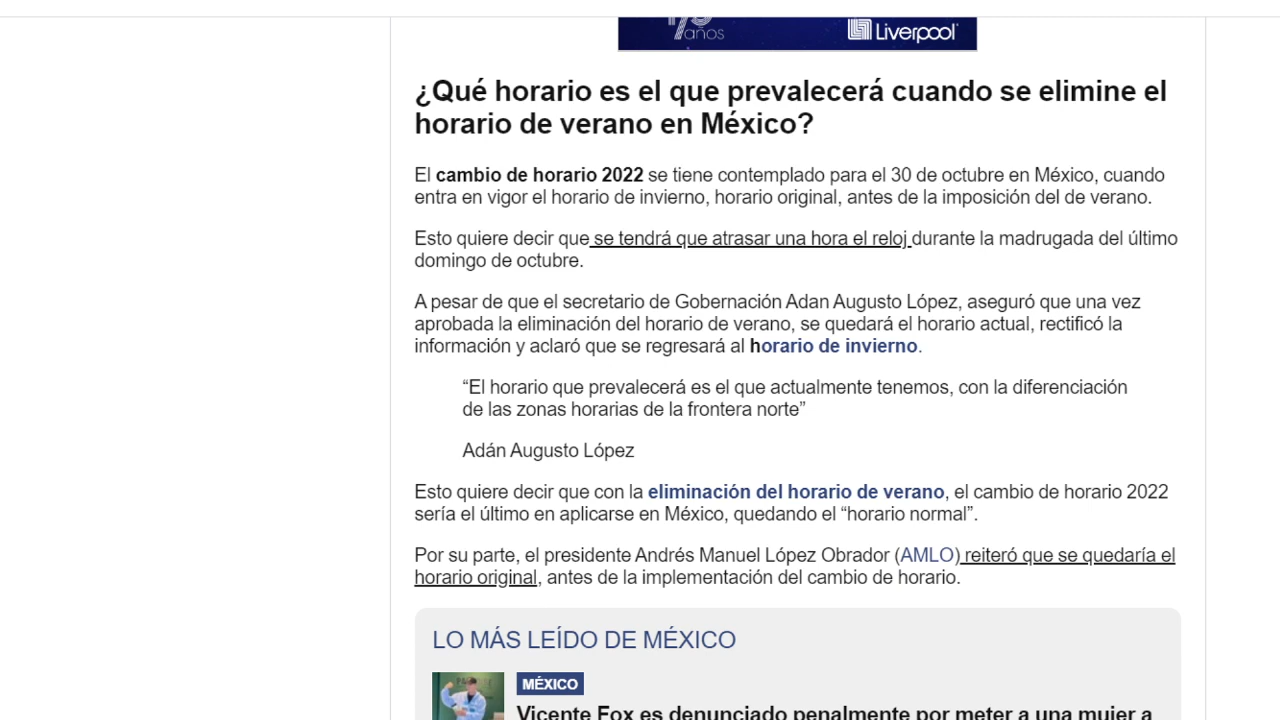 años
Liverpool
¿Qué horario es el que prevalecerá cuando se elimine el
horario de verano en México?
El cambio de horario 2022 se tiene contemplado para el 30 de octubre en México, cuando
entra en vigor el horario de invierno, horario original, antes de la imposición del de verano.
Esto quiere decir que se tendrá que atrasar una hora el reloj durante la madrugada del último
domingo de octubre.
A pesar de que el secretario de Gobernación Adan Augusto López, aseguró que una vez
aprobada la eliminación del horario de verano, se quedará el horario actual, rectificó la
información y aclaró que se regresará al horario de invierno.
“El horario que prevalecerá es el que actualmente tenemos, con la diferenciación
de las zonas horarias de la frontera norte”
Adán Augusto López
Esto quiere decir que con la eliminación del horario de verano, el cambio de horario 2022
sería el último en aplicarse en México, quedando el “horario normal”.
Por su parte, el presidente Andrés Manuel López Obrador (AMLO) reiteró que se quedaría el
horario original, antes de la implementación del cambio de horario.
LO MÁS LEÍDO DE MÉXICO
MÉXICO
Vicente Fox es denunciado penalmente por meter a una mujer a